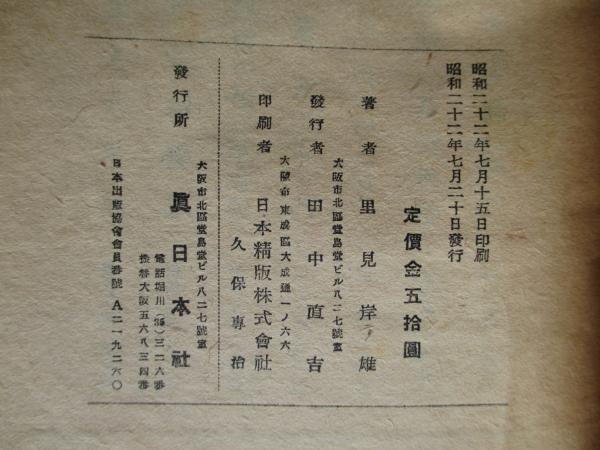 昭和二十二年七月十五日印刷
昭和二十二年七月二十日發行
定價金五拾圓
著者 里見岸雄
大阪市北區堂島堂ビル八二七號室
發行者 田中直吉
大阪市東成區大成通一ノ六六
印刷者 日本精版株式會社
久保專治
大阪市北區堂島堂ビル八二七號室
發行所 眞日本社
電話堀川(35)三二六番
振替大阪五六八三四番
日本出版協會會員番號 A二一九二六〇